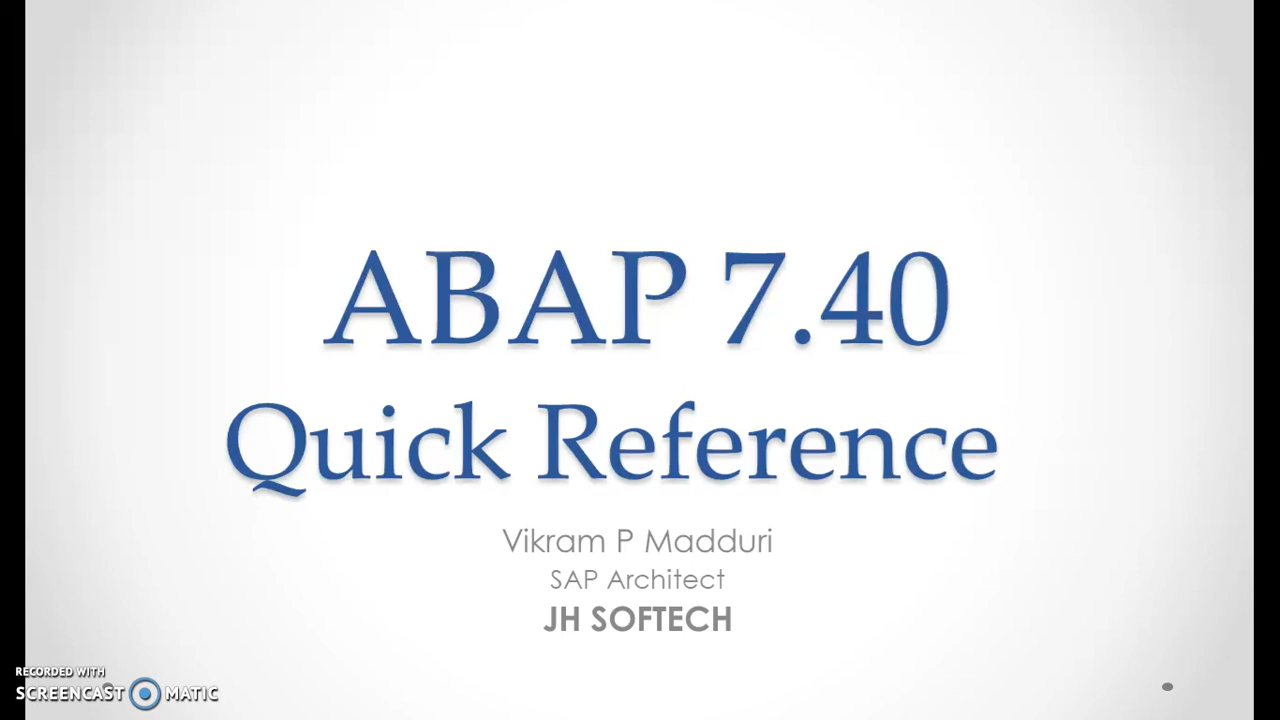 ABAP 7.40
Quick Reference
Vikram P Madduri
SAP Architect
JH SOFTECH
RECORDED WITH
SCREENCAST MATIC